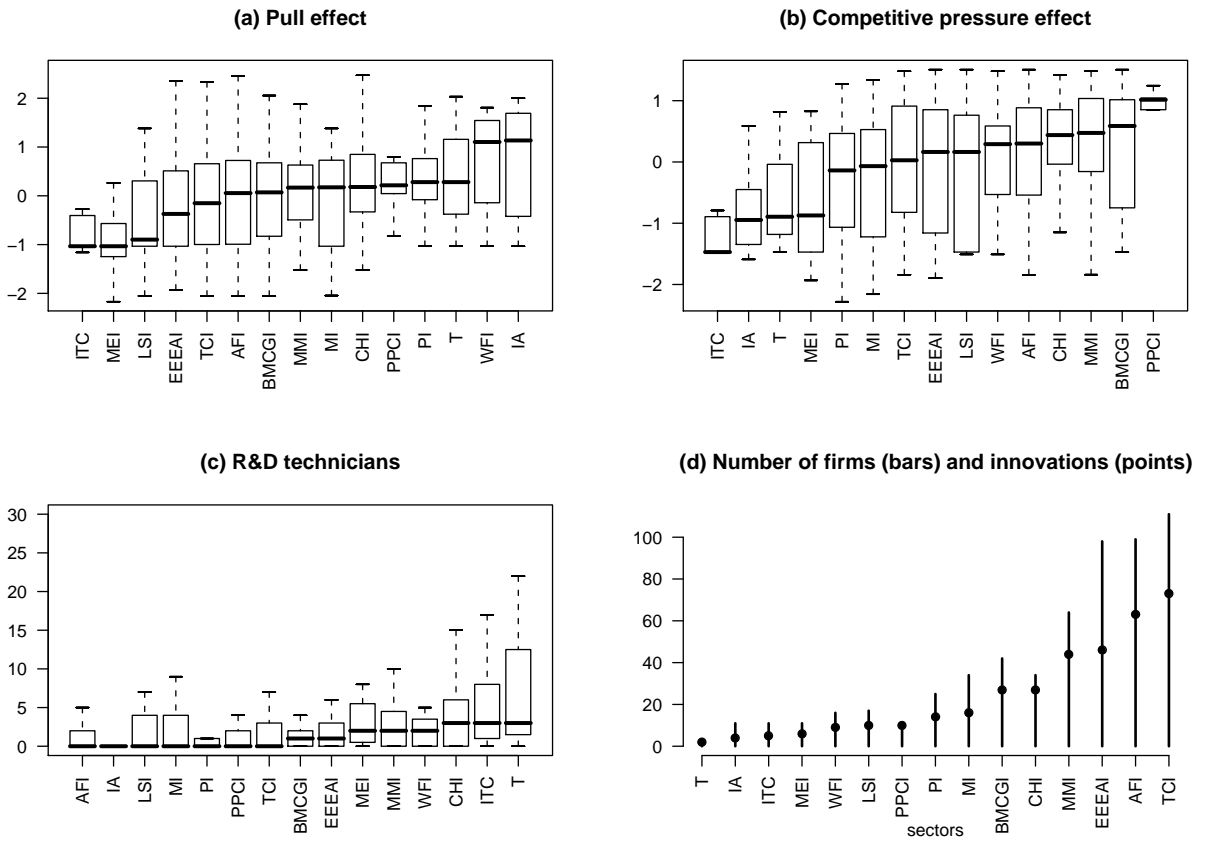 (a) Pull effect
2
1
0
−1
−2
ITC
MEI
LSI
EEEAI
TCI
AFI
BMCGI
MMI
MI
CHI
PPCI
PI
T
WFI
IA
(b) Competitive pressure effect
1
0
−1
−2
ITC
IA
T
MEI
PI
MI
TCI
EEEAI
LSI
WFI
AFI
CHI
MMI
BMCGI
PPCI
(c) R&D technicians
30
25
20
15
10
5
0
AFI
IA
LSI
MI
PI
PPCI
TCI
BMCGI
EEEAI
MEI
MMI
WFI
CHI
ITC
T
(d) Number of firms (bars) and innovations (points)
100
80
60
40
20
0
T
IA
ITC
MEI
WFI
LSI
PPCI
PI
MI
BMCGI
CHI
MMI
EEEAI
AFI
TCI
sectors